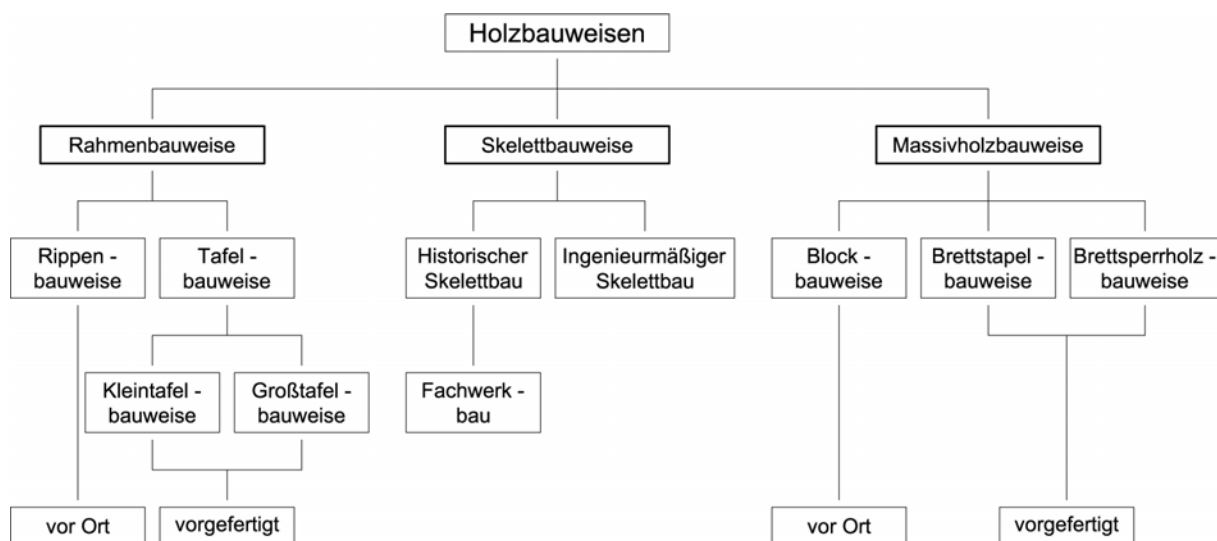 Holzbauweisen
Rahmenbauweise
Skelettbauweise
Massivholzbauweise
Rippen -
bauweise
Tafel -
bauweise
Historischer
Skelettbau
Ingenieurmäßiger
Skelettbau
Block -
bauweise
Brettstapel -
bauweise
Brettsperrholz -
bauweise
Kleintafel -
bauweise
Großtafel -
bauweise
Fachwerk -
bau
vor Ort
vorgefertigt
vor Ort
vorgefertigt